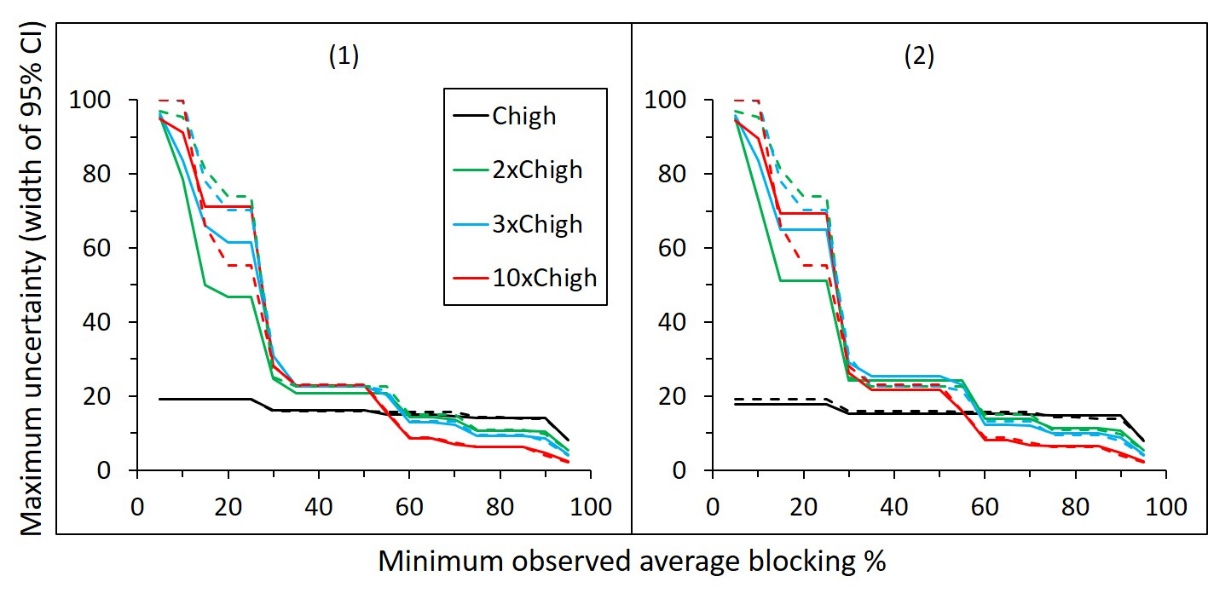 Maximum uncertainty (width of 95% CI)
(1)
100
80
60
40
20
0
0 20 40 60 80 100
Chigh
2xChigh
3xChigh
10xChigh
(2)
100
80
60
40
20
0
0 20 40 60 80 100
Minimum observed average blocking %